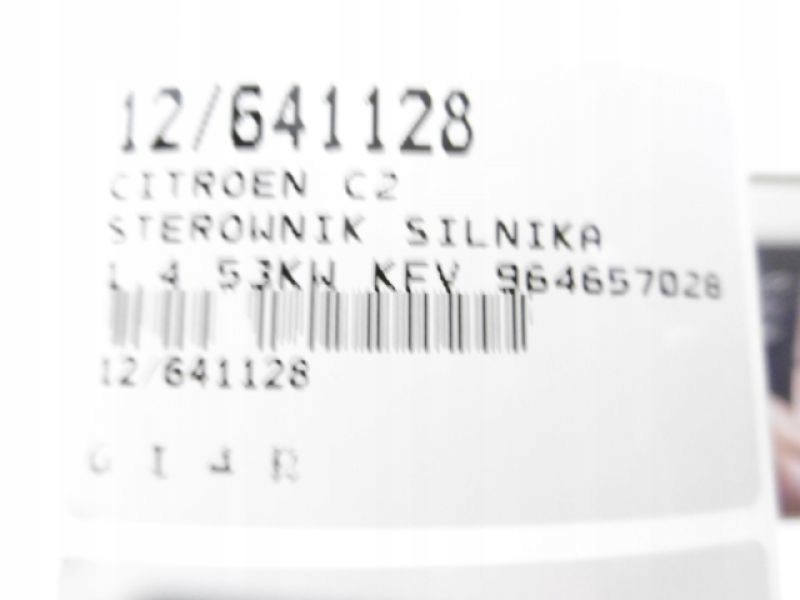 12/641128
CITROEN C2
STEROWNIK SILNIKA
1 4 53KW KFV 964657028
12/641128